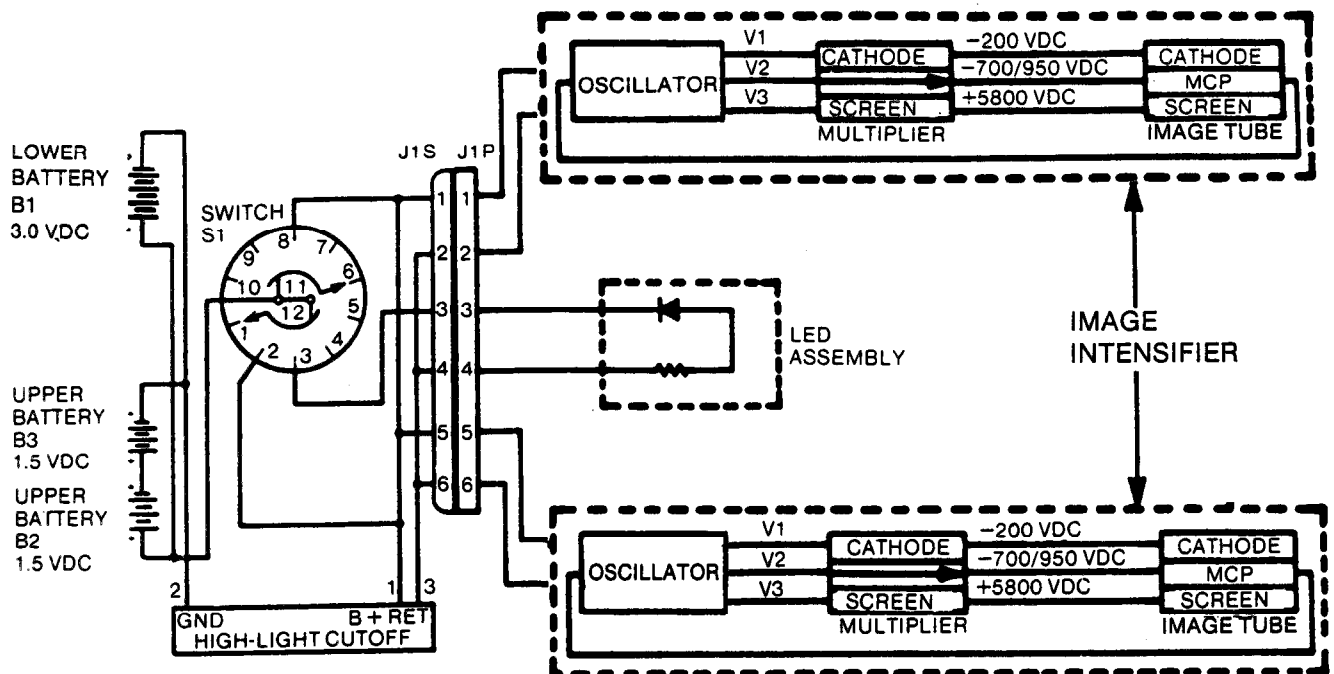 LOWER
BATTERY
B1
3.0 VDC
UPPER
BATTERY
B3
1.5 VDC
UPPER
BATTERY
B2
1.5 VDC
SWITCH
S1
8
7
6
5
4
3
2
1
9
10
11
12
2
GND
1
3
B + RET
HIGH-LIGHT CUTOFF
J1S
J1P
1 1
2 2
3 3
4 4
5 5
6 6
OSCILLATOR
V1
V2
V3
CATHODE
SCREEN
MULTIPLIER
-200 VDC
-700/950 VDC
+5800 VDC
CATHODE
MCP
SCREEN
IMAGE TUBE
LED
ASSEMBLY
IMAGE
INTENSIFIER
OSCILLATOR
V1
V2
V3
CATHODE
SCREEN
MULTIPLIER
-200 VDC
-700/950 VDC
+5800 VDC
CATHODE
MCP
SCREEN
IMAGE TUBE